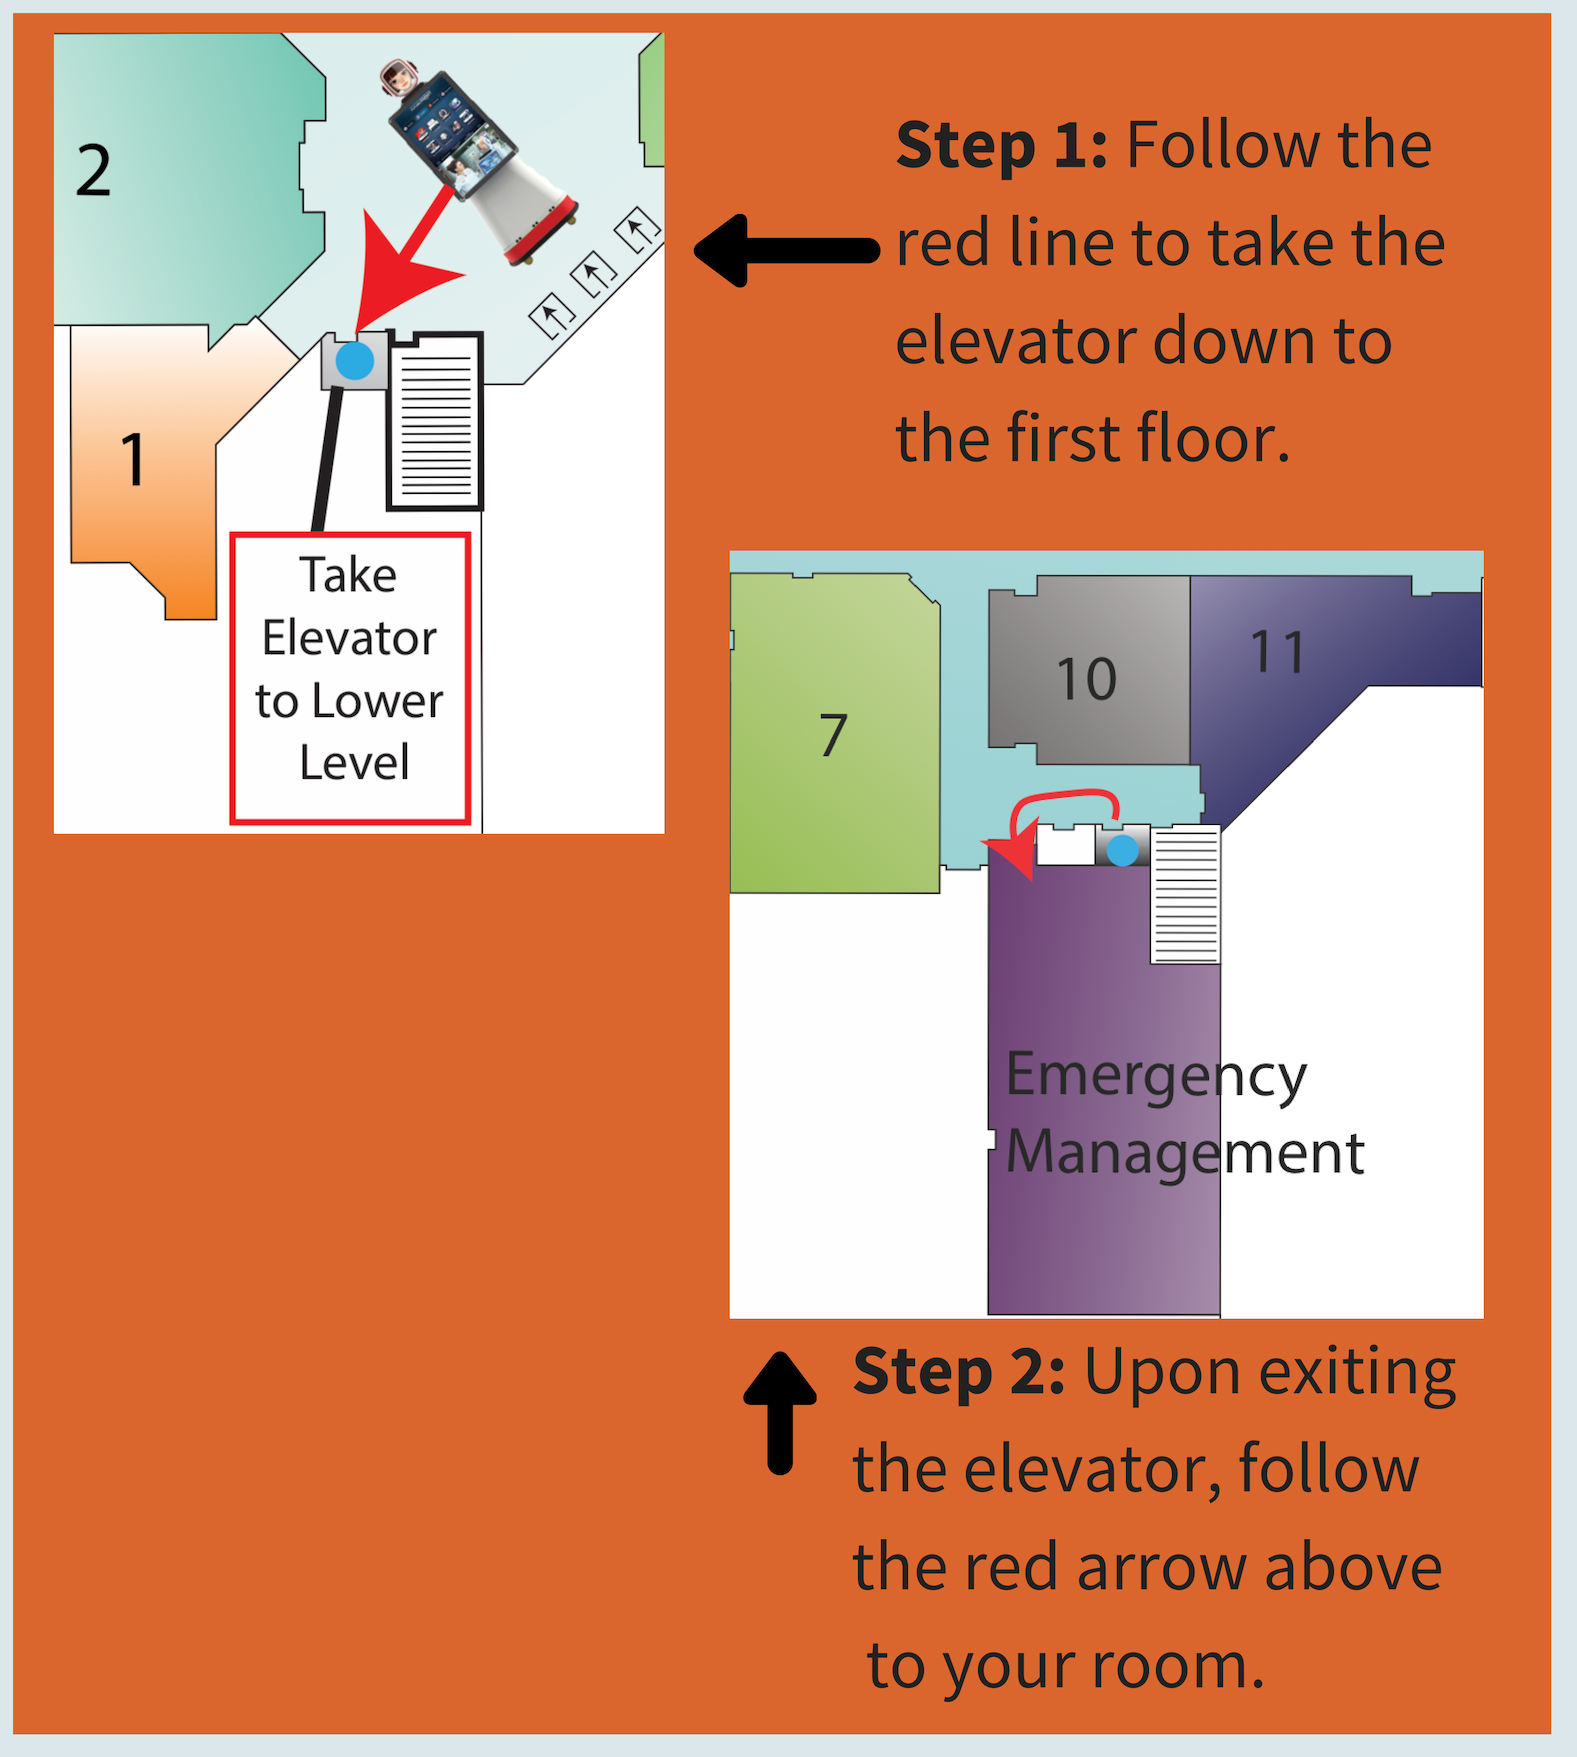 2
1
Take
Elevator
to Lower
Level
Step 1: Follow the
red line to take the
elevator down to
the first floor.
7
10
11
Emergency
Management
Step 2: Upon exiting
the elevator, follow
the red arrow above
to your room.